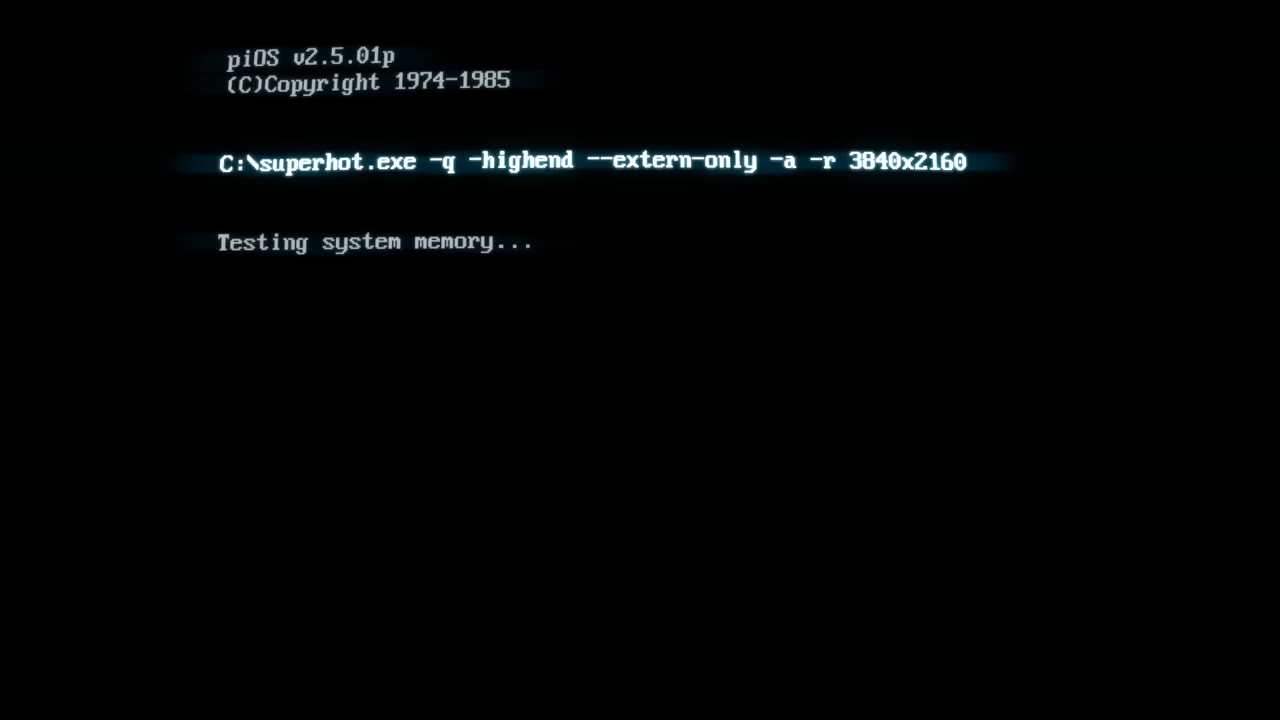 piOS v2.5.01p
(C)Copyright 1974-1985
C:\superhot.exe -q -highend --extern-only -a -r 3840x2160
Testing system memory...